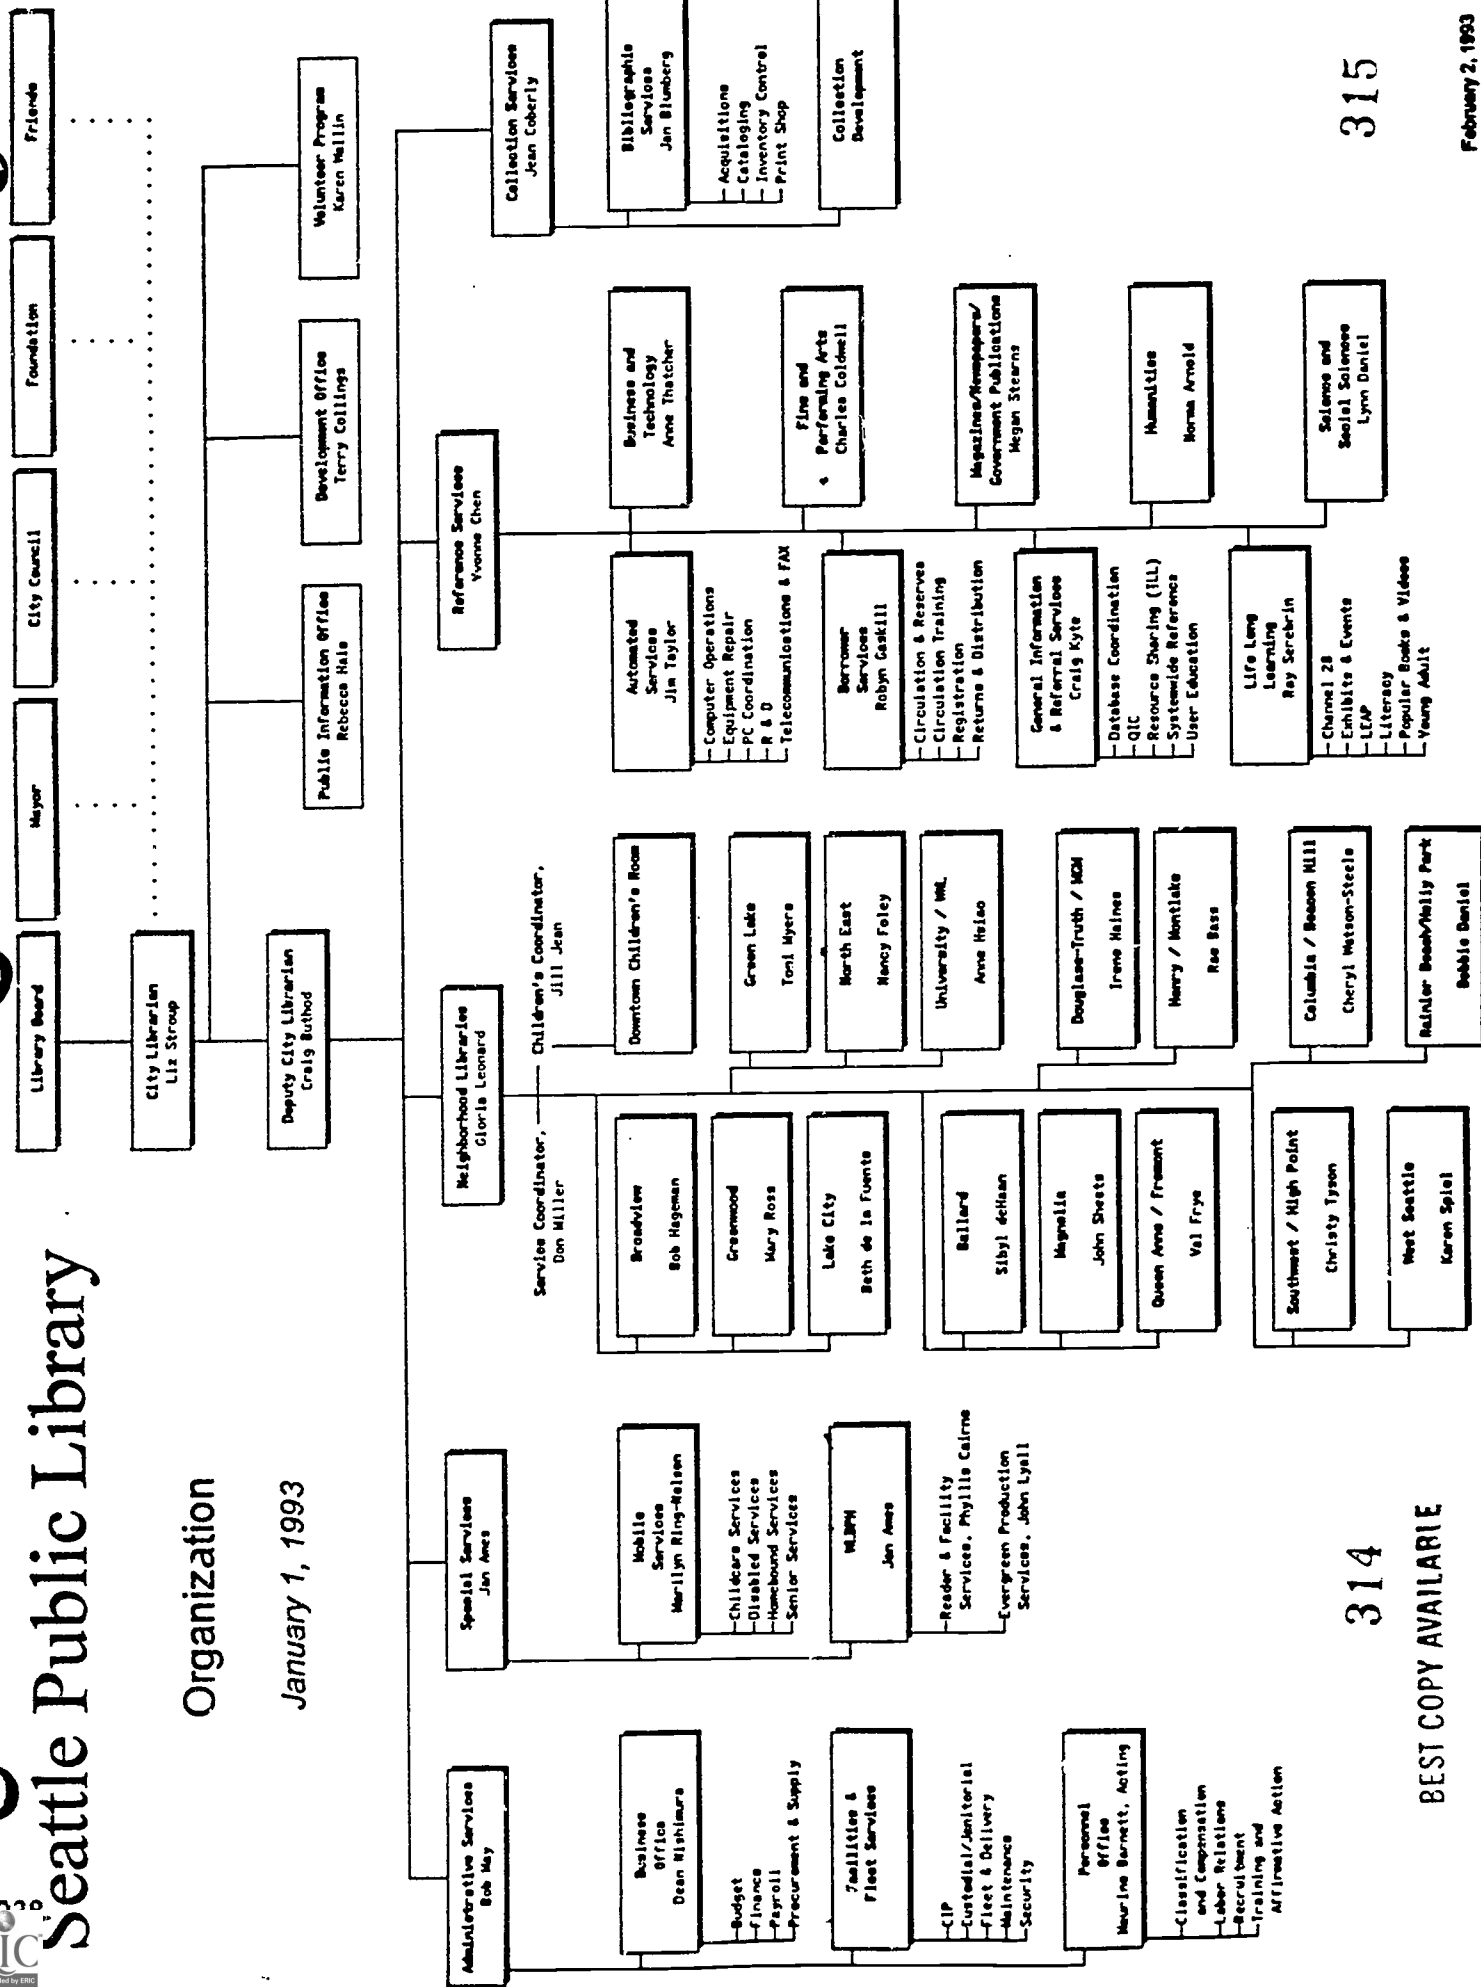 Seattle Public Library
Organization
January 1, 1993
Library Board
Mayor
City Council
Foundation
Friends
City Librarian
Liz Stroup
Deputy City Librarian
Craig Buthod
Public Information Office
Rebecca Hale
Development Office
Terry Collings
Volunteer Program
Karen Mallin
Administrative Services
Bob May
Business
Office
Dean Nishimura
Budget
Finance
Payroll
Procurement & Supply
Facilities &
Fleet Services
CIP
Custodial/Janitorial
Fleet & Delivery
Maintenance
Security
Personnel
Office
Maurine Barnett, Acting
Classification
and Compensation
Labor Relations
Recruitment
Training and
Affirmative Action
Special Services
Jan Ames
Mobile
Services
Marilyn Ring-Nelson
Childcare Services
Disabled Services
Homebound Services
Senior Services
WLBPH
Jan Ames
Reader & Facility
Services, Phyllis Cairns
Evergreen Production
Services, John Lyall
Neighborhood Libraries
Gloria Leonard
Service Coordinator,
Don Miller
Children's Coordinator,
Jill Jean
Downtown Children's Room
Broadview
Bob Hageman
Greenwood
Mary Ross
Lake City
Beth de la Fuente
Green Lake
Toni Myers
North East
Nancy Foley
University / WNL
Anne Hsiao
Ballard
Sibyl deHaan
Magnolia
John Sheets
Queen Anne / Fremont
Val Frye
Douglass-Truth / MGM
Irene Haines
Henry / Montlake
Rae Bass
Southwest / High Point
Christy Tyson
West Seattle
Karen Spiel
Columbia / Beacon Hill
Cheryl Watson-Steele
Rainier Beach/Holly Park
Bobbie Daniel
Reference Services
Yvonne Chen
Automated
Services
Jim Taylor
Computer Operations
Equipment Repair
PC Coordination
R & D
Telecommunications & FAX
Borrower
Services
Robyn Gaskill
Circulation & Reserves
Circulation Training
Registration
Returns & Distribution
General Information
& Referral Services
Craig Kyte
Database Coordination
QIC
Resource Sharing (ILL)
Systemwide Reference
User Education
Life Long
Learning
Ray Serebrin
Channel 28
Exhibits & Events
LEAP
Literacy
Popular Books & Videos
Young Adult
Business and
Technology
Anne Thatcher
Fine and
Performing Arts
Charles Coldwell
Magazines/Newspapers/
Government Publications
Megan Stearns
Humanities
Norma Arnold
Science and
Social Sciences
Lynn Daniel
Collection Services
Jean Coberly
Bibliographic
Services
Jan Blumberg
Acquisitions
Cataloging
Inventory Control
Print Shop
Collection
Development
314
315
BEST COPY AVAILABLE
February 2, 1993